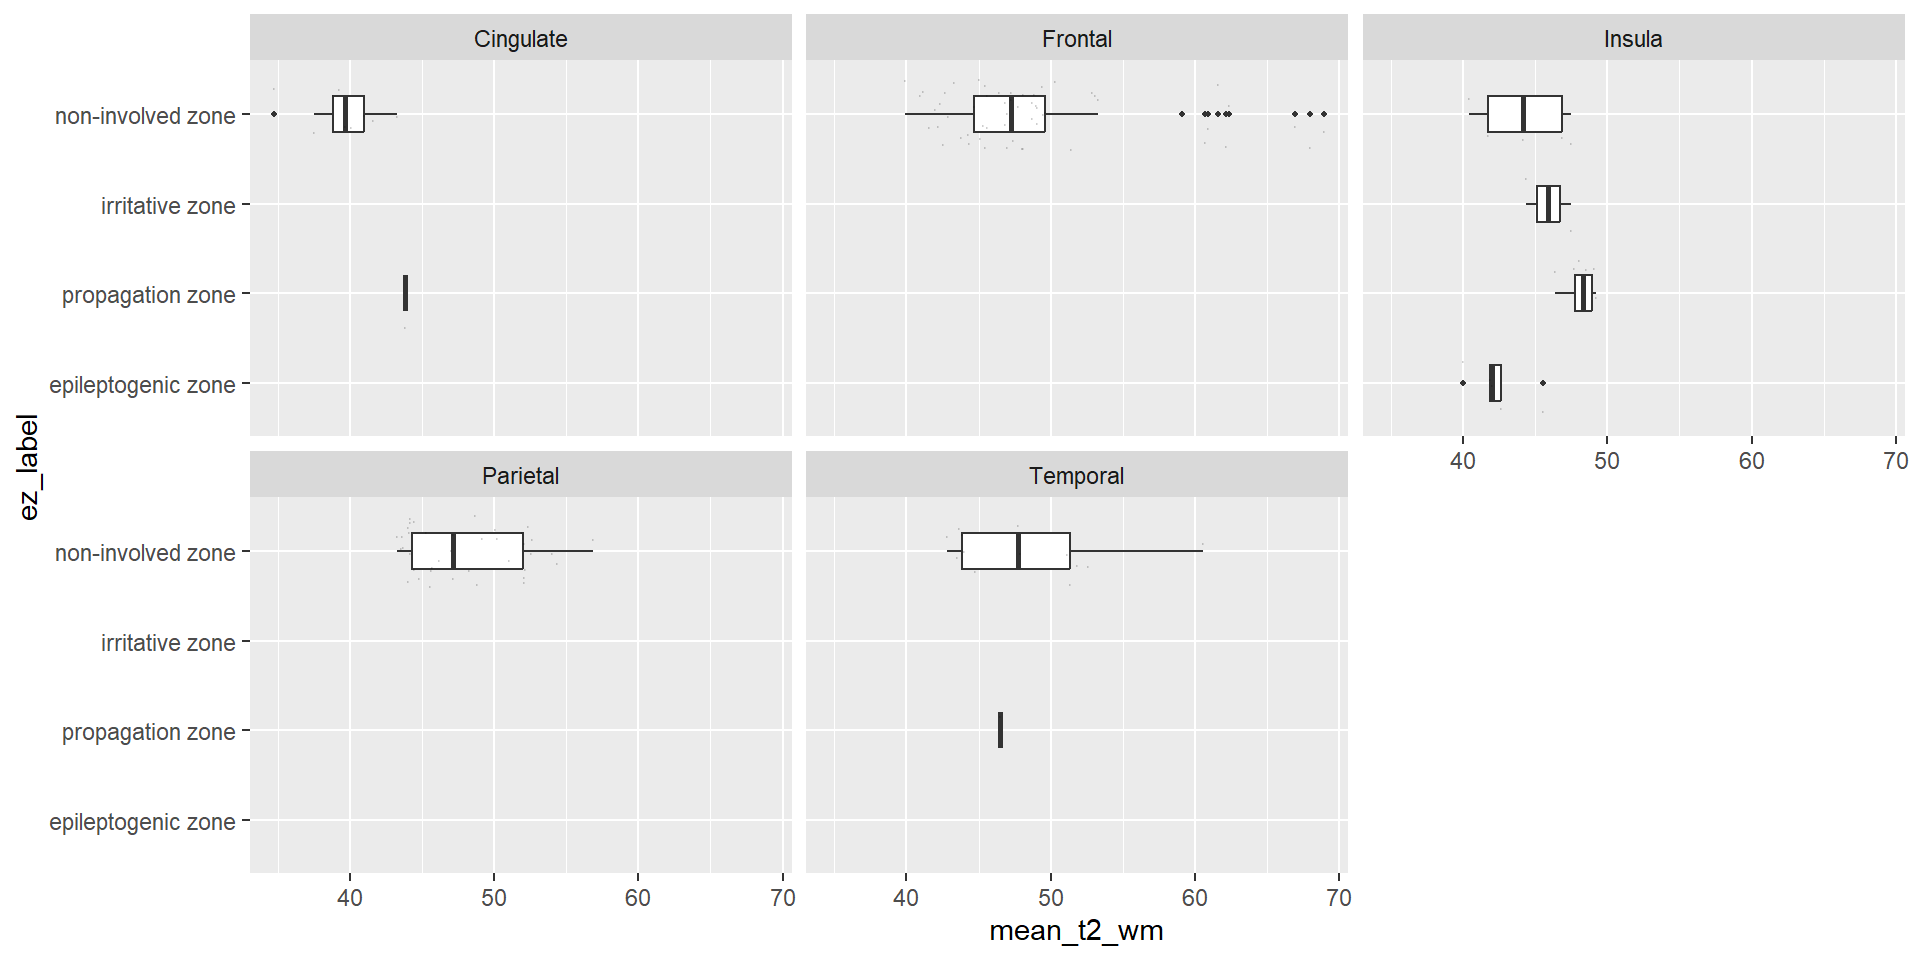 Cingulate
Frontal
Insula
non-involved zone
irritative zone
propagation zone
epileptogenic zone
40 50 60 70
Parietal
Temporal
non-involved zone
irritative zone
propagation zone
epileptogenic zone
40 50 60 70
40 50 60 70
mean_t2_wm
ez_label